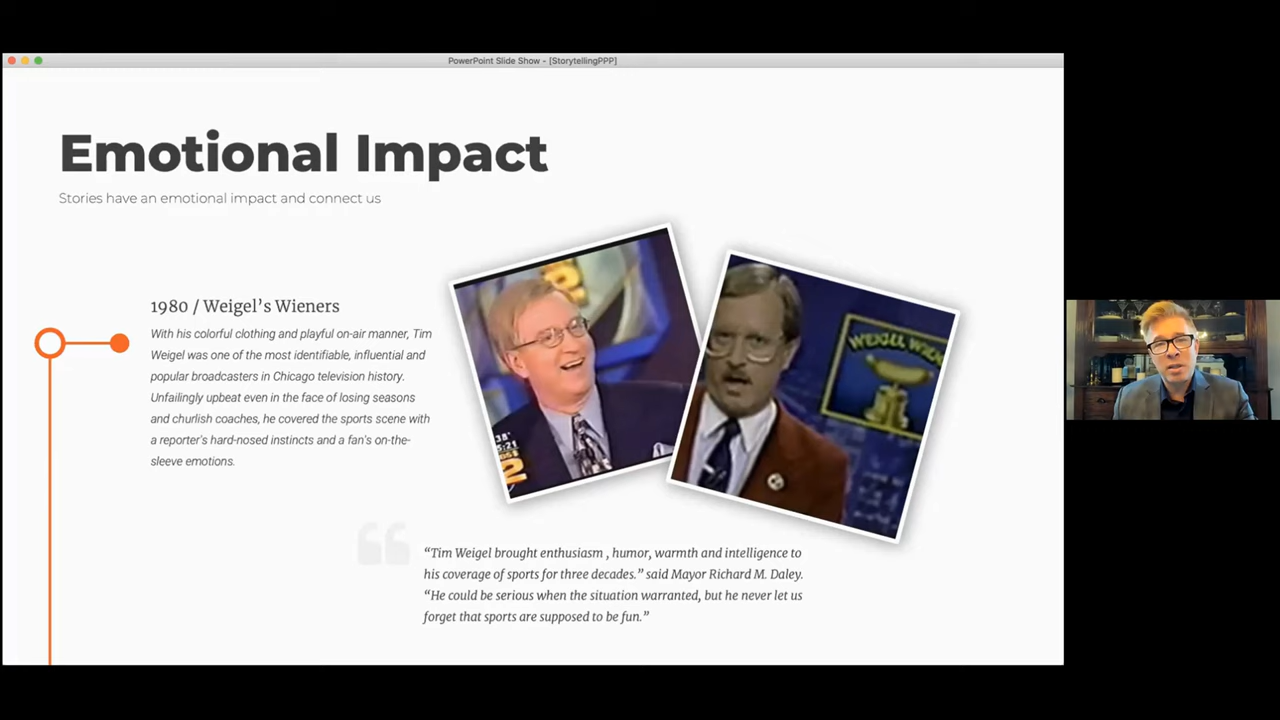 PowerPoint Slide Show - [StorytellingPPP]
Emotional Impact
Stories have an emotional impact and connect us
1980 / Weigel’s Wieners
With his colorful clothing and playful on-air manner, Tim
Weigel was one of the most identifiable, influential and
popular broadcasters in Chicago television history.
Unfailingly upbeat even in the face of losing seasons
and churlish coaches, he covered the sports scene with
a reporter's hard-nosed instincts and a fan's on-the-
sleeve emotions.
WEIGEL WIEN
“Tim Weigel brought enthusiasm , humor, warmth and intelligence to
his coverage of sports for three decades.” said Mayor Richard M. Daley.
“He could be serious when the situation warranted, but he never let us
forget that sports are supposed to be fun.”